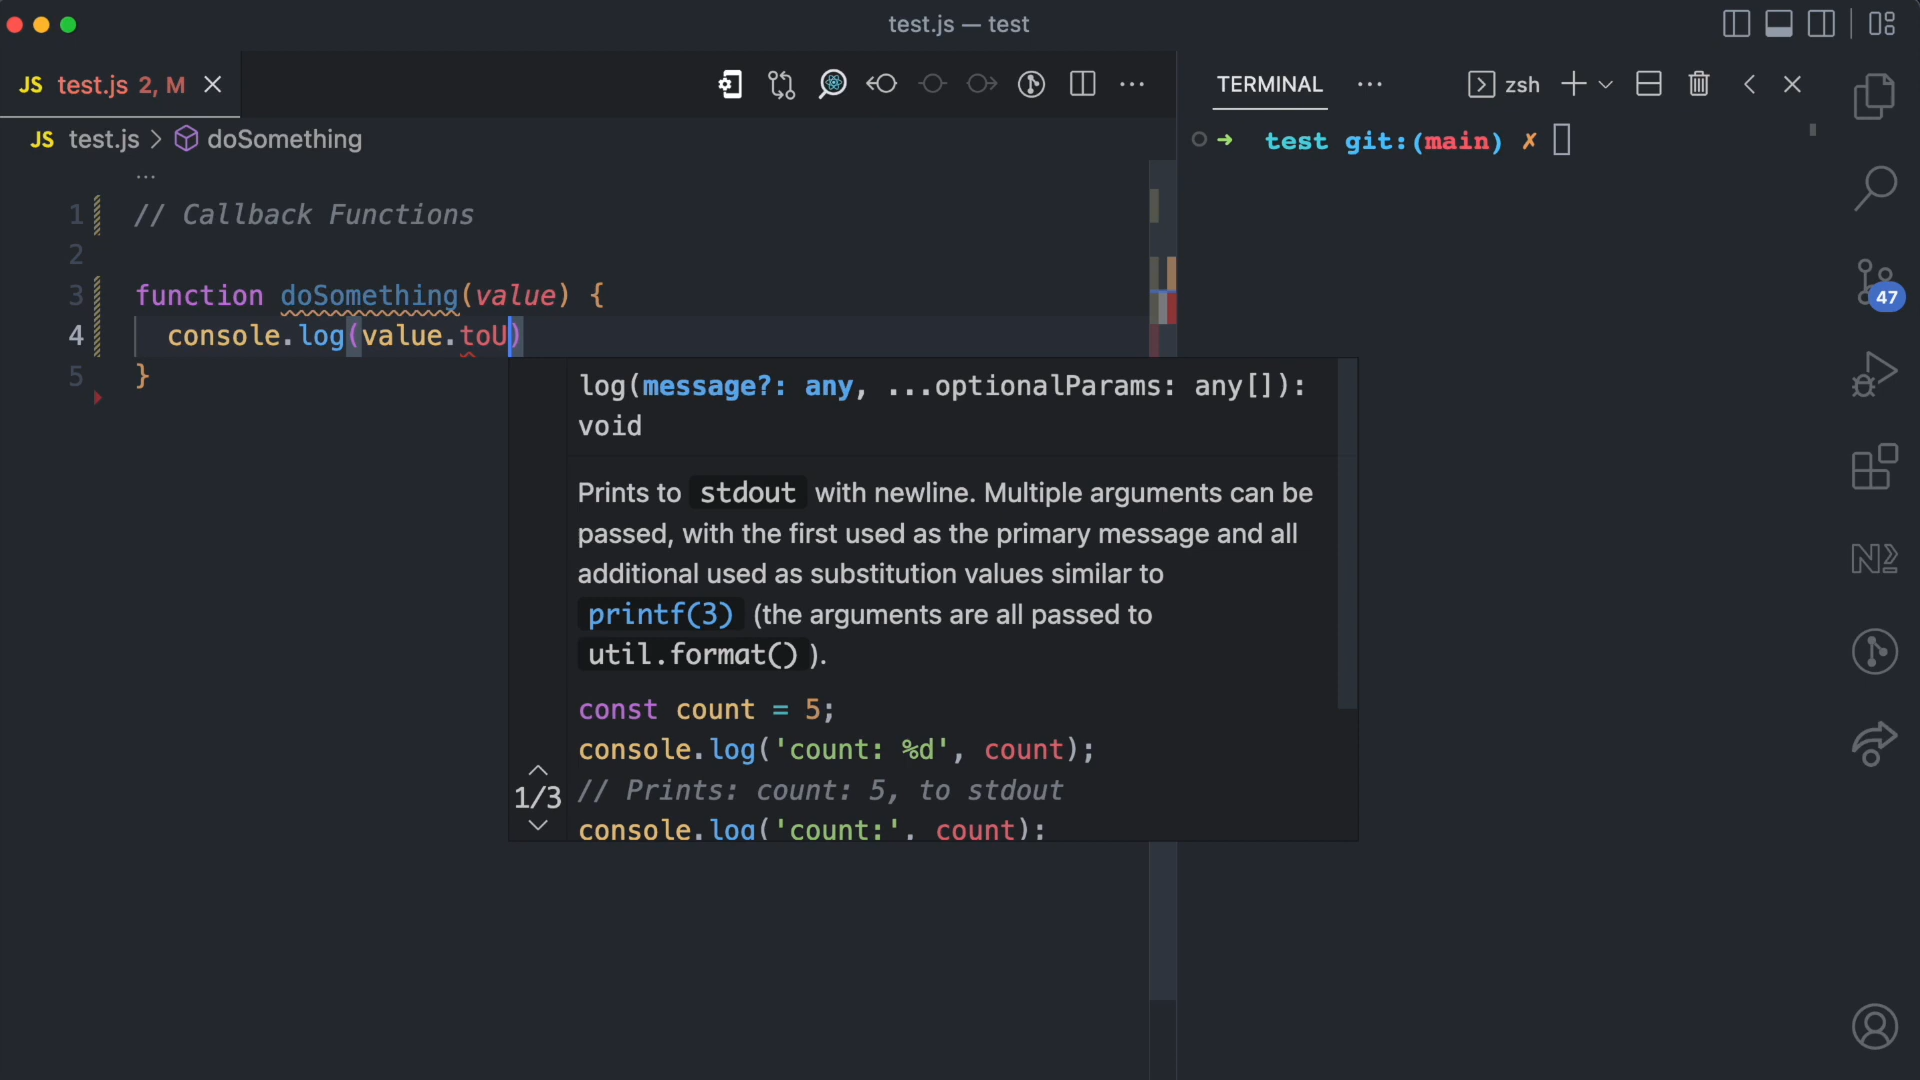 test.js — test
JS test.js 2, M
TERMINAL
zsh
JS test.js > doSomething
➜ test git:(main) ✗
...
1 // Callback Functions
2
3 function doSomething(value) {
4 console.log(value.toU)
5 }
log(message?: any, ...optionalParams: any[]):
void
Prints to stdout with newline. Multiple arguments can be
passed, with the first used as the primary message and all
additional used as substitution values similar to
printf(3) (the arguments are all passed to
util.format() ).
const count = 5;
console.log('count: %d', count);
1/3
// Prints: count: 5, to stdout
console.log('count:', count);
47
N